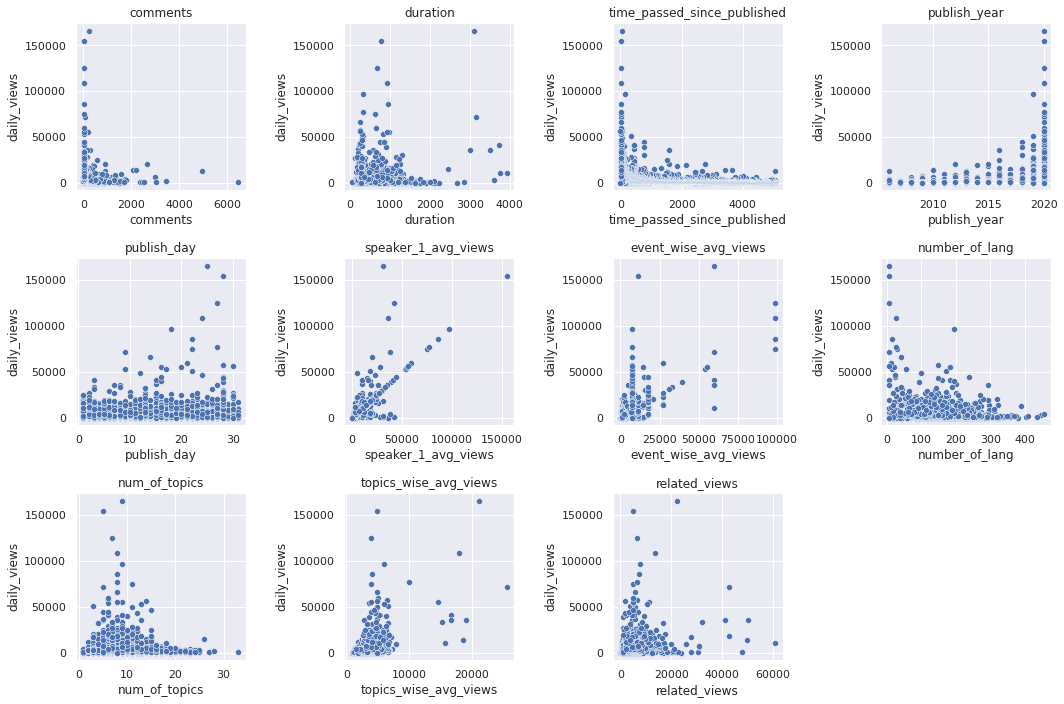 comments
duration
time_passed_since_published
publish_year
daily_views
150000
100000
50000
0
0 2000 4000 6000
comments
daily_views
150000
100000
50000
0
0 1000 2000 3000 4000
duration
daily_views
150000
100000
50000
0
0 2000 4000
time_passed_since_published
daily_views
150000
100000
50000
0
2010 2015 2020
publish_year
publish_day
speaker_1_avg_views
event_wise_avg_views
number_of_lang
daily_views
150000
100000
50000
0
0 10 20 30
publish_day
daily_views
150000
100000
50000
0
0 50000 100000 150000
speaker_1_avg_views
daily_views
150000
100000
50000
0
0 25000 50000 75000 100000
event_wise_avg_views
daily_views
150000
100000
50000
0
0 100 200 300 400
number_of_lang
num_of_topics
topics_wise_avg_views
related_views
daily_views
150000
100000
50000
0
0 10 20 30
num_of_topics
daily_views
150000
100000
50000
0
0 10000 20000
topics_wise_avg_views
daily_views
150000
100000
50000
0
0 20000 40000 60000
related_views